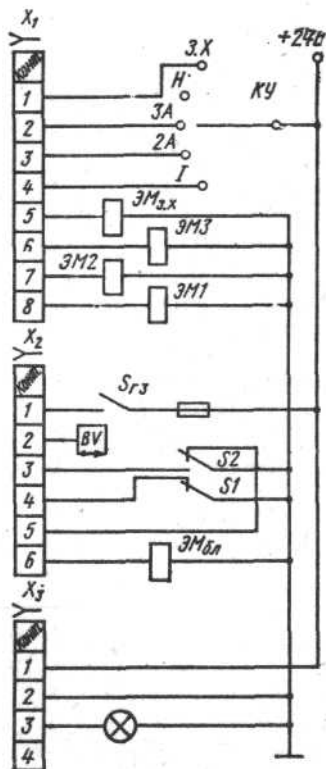 X1
+24в
конт.
З.Х
1
Н
КУ
2
3А
3
2А
4
I
5
ЭМз.х
6
ЭМ3
7
ЭМ2
8
ЭМ1
X2
конт.
1
Sгз
2
BV
3
S2
4
S1
5
6
ЭМбл
X3
конт.
1
2
3
4